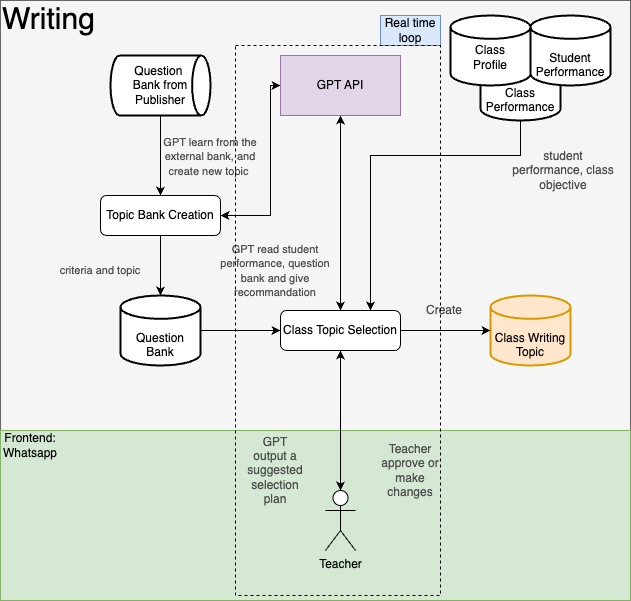 Writing
Real time
loop
Question
Bank from
Publisher
GPT API
Class
Profile
Student
Performance
Class
Performance
GPT learn from the
external bank, and
create new topic
student
performance, class
objective
Topic Bank Creation
GPT read student
performance, question
bank and give
recommandation
criteria and topic
Question
Bank
Class Topic Selection
Create
Class Writing
Topic
Frontend:
Whatsapp
GPT
output a
suggested
selection
plan
Teacher
approve or
make
changes
Teacher